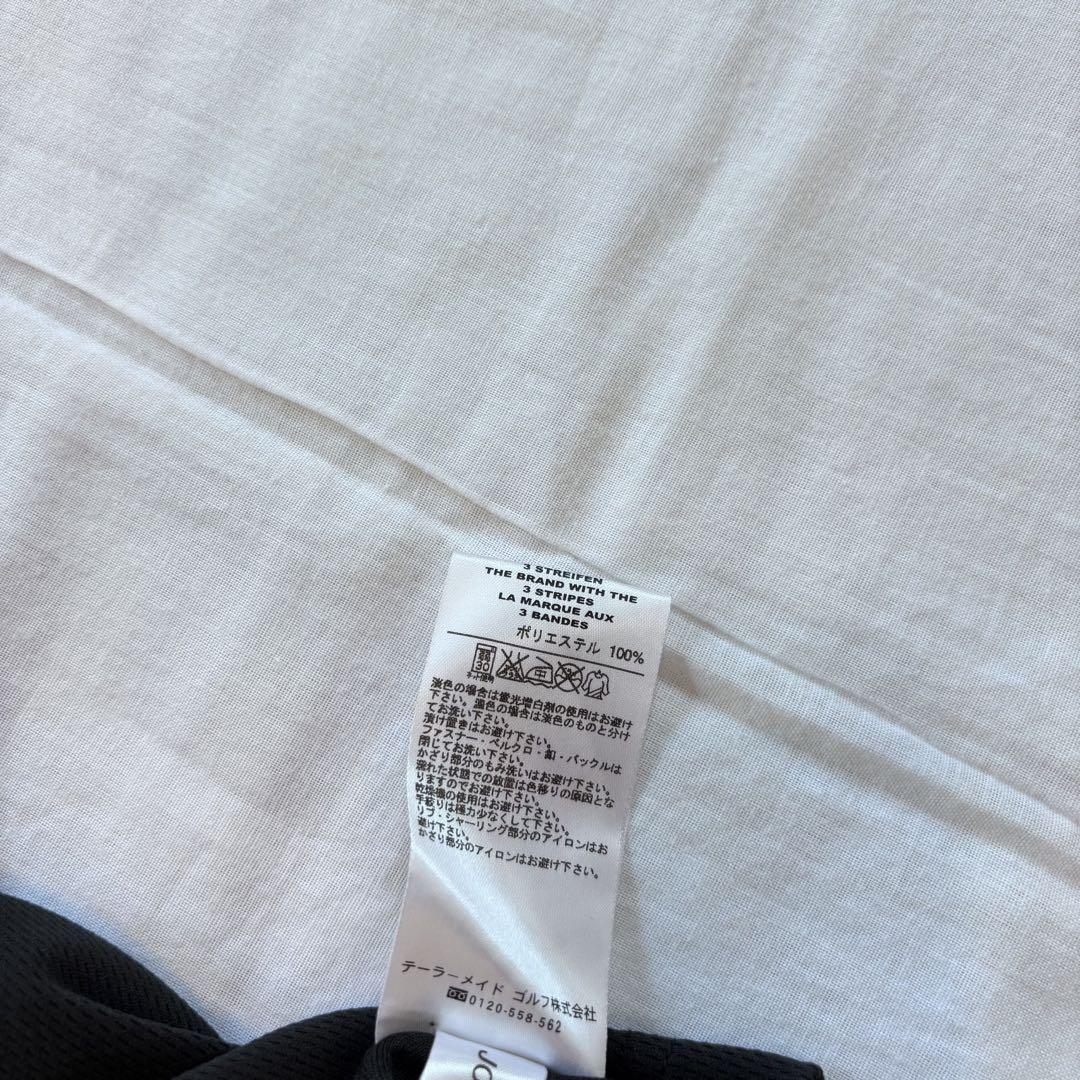 3 STREIFEN
THE BRAND WITH THE
3 STRIPES
LA MARQUE AUX
3 BANDES
ポリエステル 100%
30
中
ネット使用
淡色の場合は蛍光増白剤の使用はお避け
下さい。濃色の場合は淡色のものと分け
てお洗い下さい。
漬け置きはお避け下さい。
ファスナー・ベルクロ・釦・バックルは
閉じてお洗い下さい。
かざり部分のもみ洗いはお避け下さい。
濡れた状態での放置は色移りの原因とな
りますのでお避け下さい。
乾燥機の使用はお避け下さい。
手絞りは極力少なくして下さい。
リブ・シャーリング部分のアイロンはお
避け下さい。
かざり部分のアイロンはお避け下さい。
テーラーメイド ゴルフ株式会社
0120-558-562